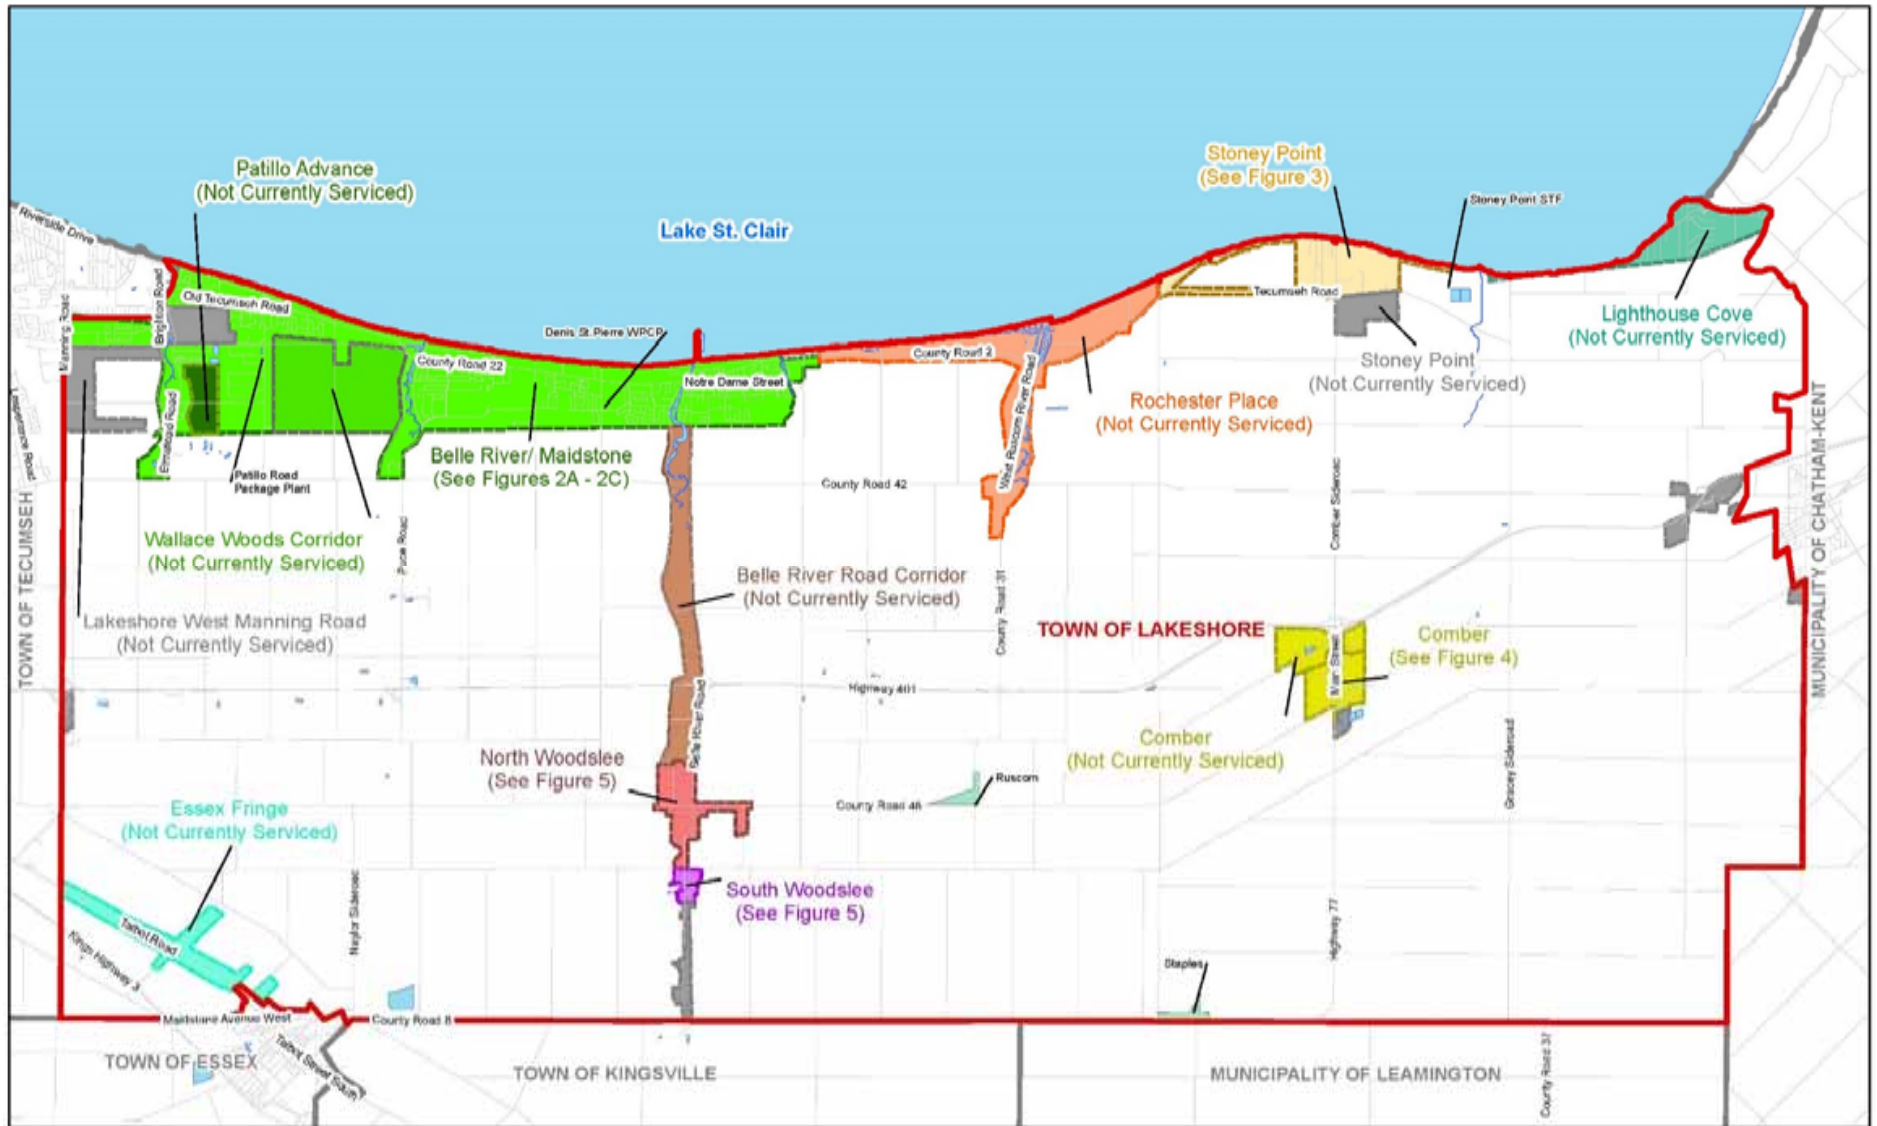 Patillo Advance
(Not Currently Serviced)
Stoney Point
(See Figure 3)
Stoney Point STF
Riverside Drive
Lake St. Clair
Manning Road
Brighton Road
Old Tecumseh Road
Tecumseh Road
Lighthouse Cove
(Not Currently Serviced)
Denis St. Pierre WPCP
County Road 22
County Road 2
Notre Dame Street
Stoney Point
(Not Currently Serviced)
Rochester Place
(Not Currently Serviced)
West Ruscom River Road
Elmstead Road
Belle River/ Maidstone
(See Figures 2A - 2C)
Patillo Road
Package Plant
County Road 42
Comber Sideroad
MUNICIPALITY OF CHATHAM-KENT
TOWN OF TECUMSEH
Wallace Woods Corridor
(Not Currently Serviced)
Puce Road
Belle River Road Corridor
(Not Currently Serviced)
County Road 31
Lakeshore West Manning Road
(Not Currently Serviced)
TOWN OF LAKESHORE
Comber
(See Figure 4)
Main Street
Highway 401
Belle River Road
Comber
(Not Currently Serviced)
North Woodslee
(See Figure 5)
Ruscom
County Road 46
Gracey Sideroad
Essex Fringe
(Not Currently Serviced)
South Woodslee
(See Figure 5)
Naylor Sideroad
Highway 77
Talbot Road
Kings Highway 3
Staples
Maidstone Avenue West
County Road 8
TOWN OF ESSEX
Talbot Street South
TOWN OF KINGSVILLE
MUNICIPALITY OF LEAMINGTON
County Road 37